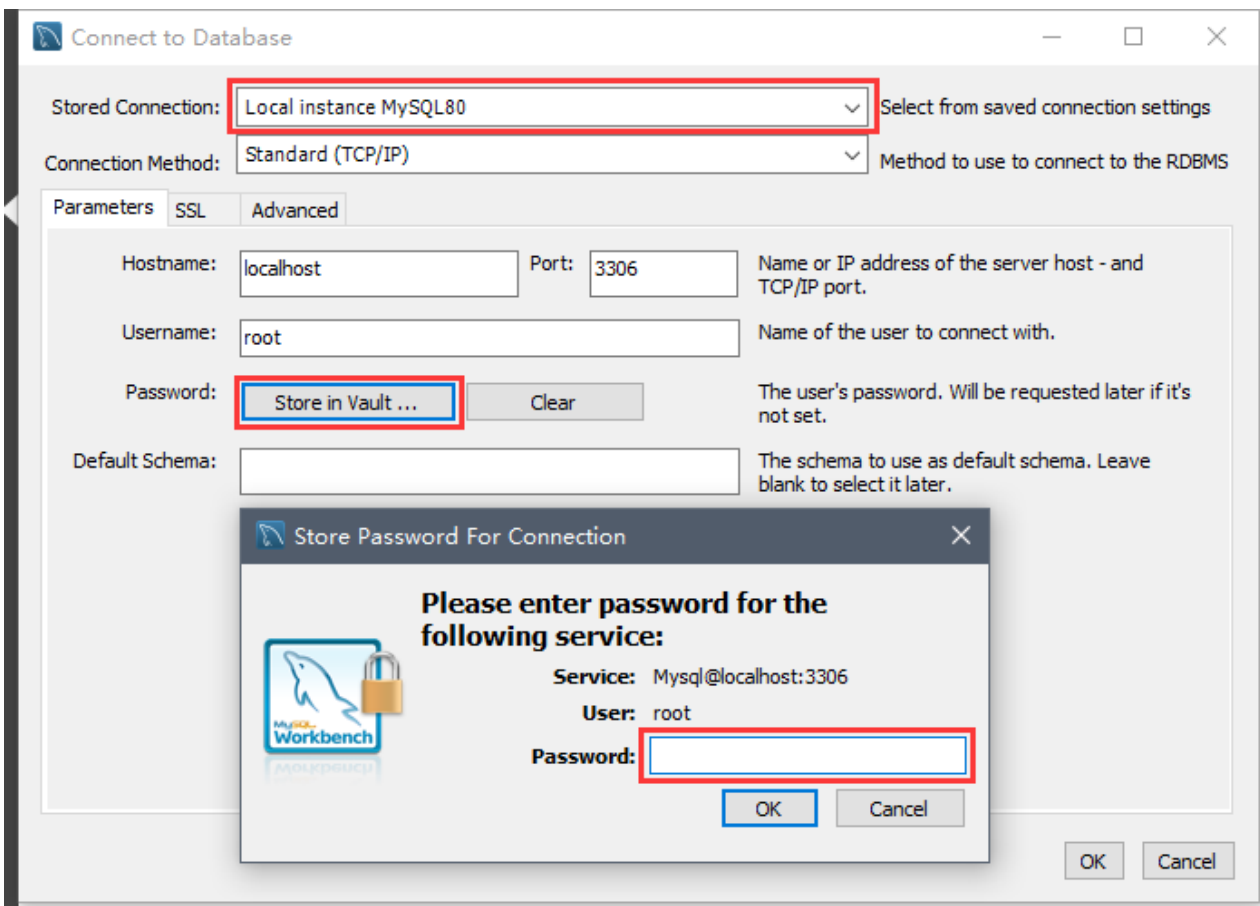 Connect to Database
Stored Connection: Local instance MySQL80 Select from saved connection settings
Connection Method: Standard (TCP/IP) Method to use to connect to the RDBMS
Parameters SSL Advanced
Hostname: localhost Port: 3306 Name or IP address of the server host - and
TCP/IP port.
Username: root Name of the user to connect with.
Password: Store in Vault ... Clear The user's password. Will be requested later if it's
not set.
Default Schema: The schema to use as default schema. Leave
blank to select it later.
Store Password For Connection
Please enter password for the
following service:
Service: Mysql@localhost:3306
User: root
Password:
MySQL
Workbench
OK Cancel
OK Cancel